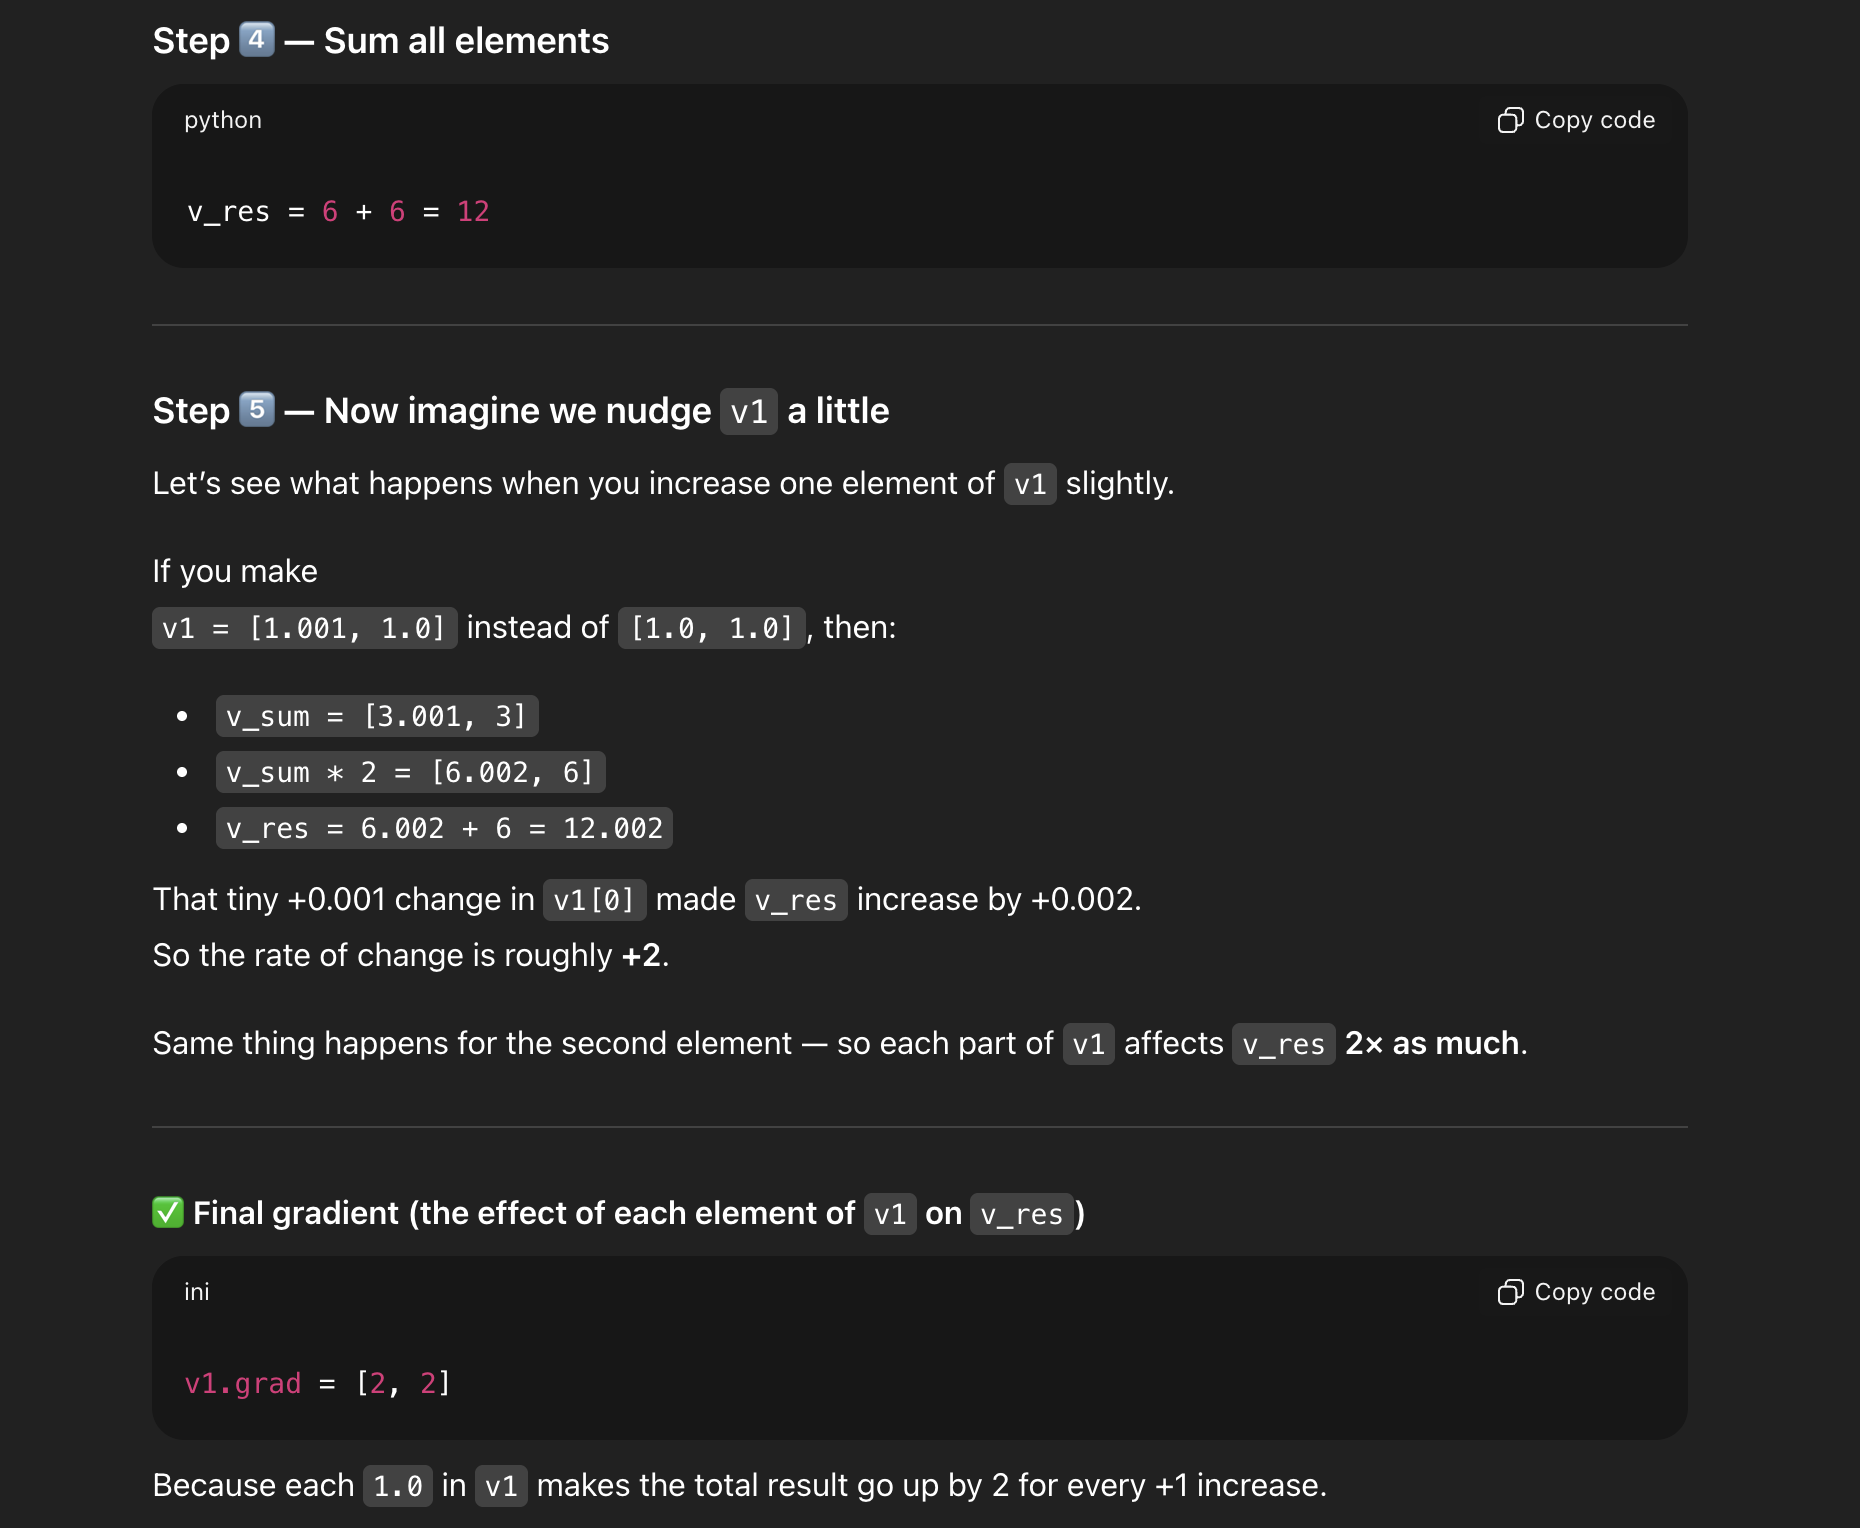 Step 4️⃣ — Sum all elements
python
Copy code
v_res = 6 + 6 = 12
Step 5️⃣ — Now imagine we nudge v1 a little
Let’s see what happens when you increase one element of v1 slightly.
If you make
v1 = [1.001, 1.0] instead of [1.0, 1.0], then:
• v_sum = [3.001, 3]
• v_sum * 2 = [6.002, 6]
• v_res = 6.002 + 6 = 12.002
That tiny +0.001 change in v1[0] made v_res increase by +0.002.
So the rate of change is roughly +2.
Same thing happens for the second element — so each part of v1 affects v_res 2× as much.
✅ Final gradient (the effect of each element of v1 on v_res)
ini
Copy code
v1.grad = [2, 2]
Because each 1.0 in v1 makes the total result go up by 2 for every +1 increase.